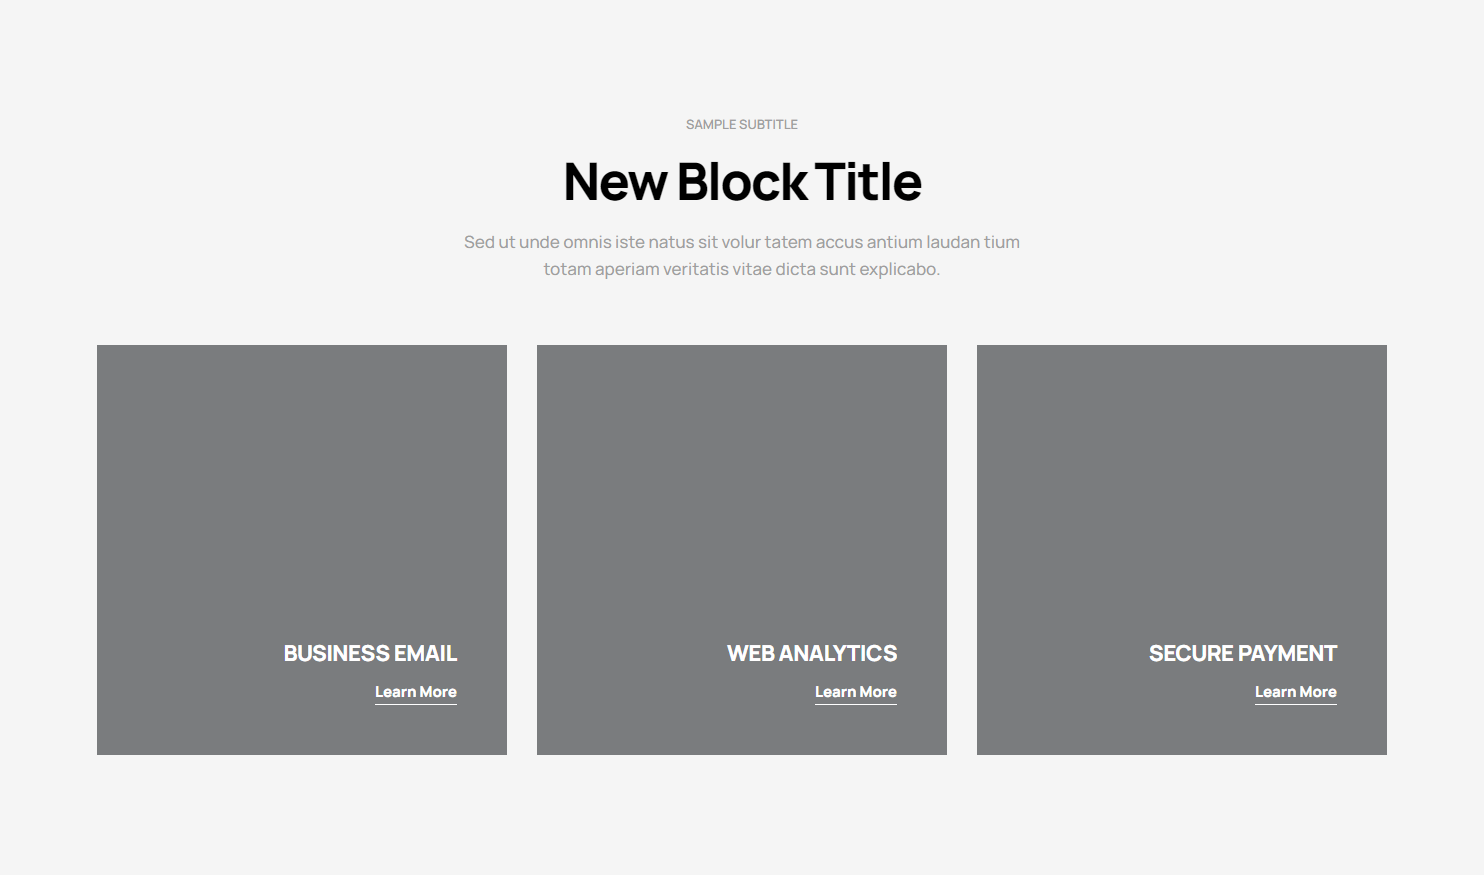 SAMPLE SUBTITLE
New Block Title
Sed ut unde omnis iste natus sit volur tatem accus antium laudan tium
totam aperiam veritatis vitae dicta sunt explicabo.
BUSINESS EMAIL
Learn More
WEB ANALYTICS
Learn More
SECURE PAYMENT
Learn More